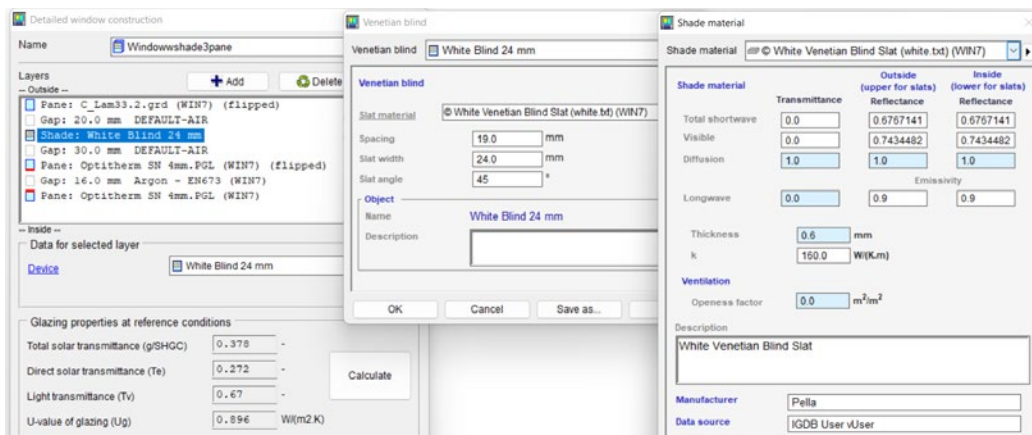 Detailed window construction
Name
Windowwshade3pane
Layers
Add
Delete
-- Outside --
Pane: C_Lam33.2.grd (WIN7) (flipped)
Gap: 20.0 mm DEFAULT-AIR
Shade: White Blind 24 mm
Gap: 30.0 mm DEFAULT-AIR
Pane: Optitherm SN 4mm.PGL (WIN7) (flipped)
Gap: 16.0 mm Argon - EN673 (WIN7)
Pane: Optitherm SN 4mm.PGL (WIN7)
-- Inside --
Data for selected layer
Device
White Blind 24 mm
Glazing properties at reference conditions
Total solar transmittance (g/SHGC) 0.378 -
Direct solar transmittance (Te) 0.272 -
Light transmittance (Tv) 0.67 -
U-value of glazing (Ug) 0.896 W/(m2.K)
Calculate
Venetian blind
Venetian blind White Blind 24 mm
Venetian blind
Slat material © White Venetian Blind Slat (white.txt) (WIN7)
Spacing 19.0 mm
Slat width 24.0 mm
Slat angle 45 °
Object
Name White Blind 24 mm
Description
OK Cancel Save as...
Shade material
Shade material © White Venetian Blind Slat (white.txt) (WIN7)
Shade material
Outside Inside
(upper for slats) (lower for slats)
Transmittance Reflectance Reflectance
Total shortwave 0.0 0.6767141 0.6767141
Visible 0.0 0.7434482 0.7434482
Diffusion 1.0 1.0 1.0
Emissivity
Longwave 0.0 0.9 0.9
Thickness 0.6 mm
k 160.0 W/(K.m)
Ventilation
Openess factor 0.0 m²/m²
Description
White Venetian Blind Slat
Manufacturer Pella
Data source IGDB User vUser